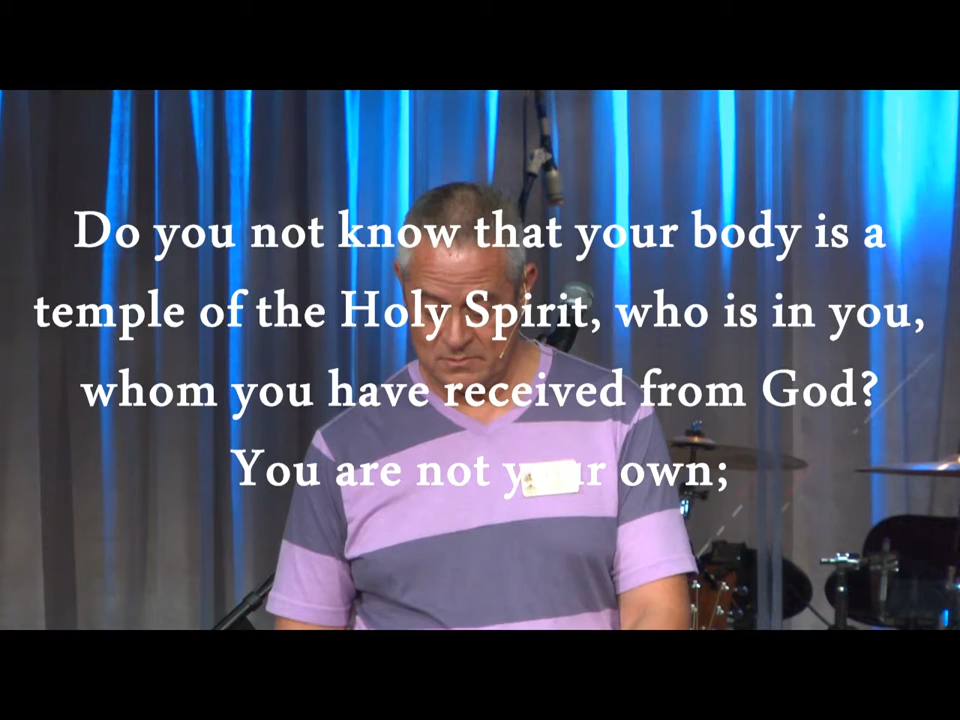 Do you not know that your body is a
temple of the Holy Spirit, who is in you,
whom you have received from God?
You are not your own;